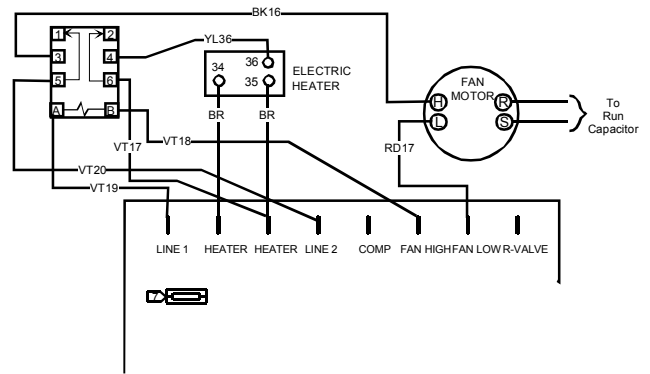 BK16
1 2
3 4
5 6
A B
YL36
34 36
35
ELECTRIC
HEATER
BR BR
FAN
MOTOR
H R
L S
To
Run
Capacitor
VT17
VT18
RD17
VT20
VT19
LINE 1 HEATER HEATER LINE 2 COMP FAN HIGH FAN LOW R-VALVE
7